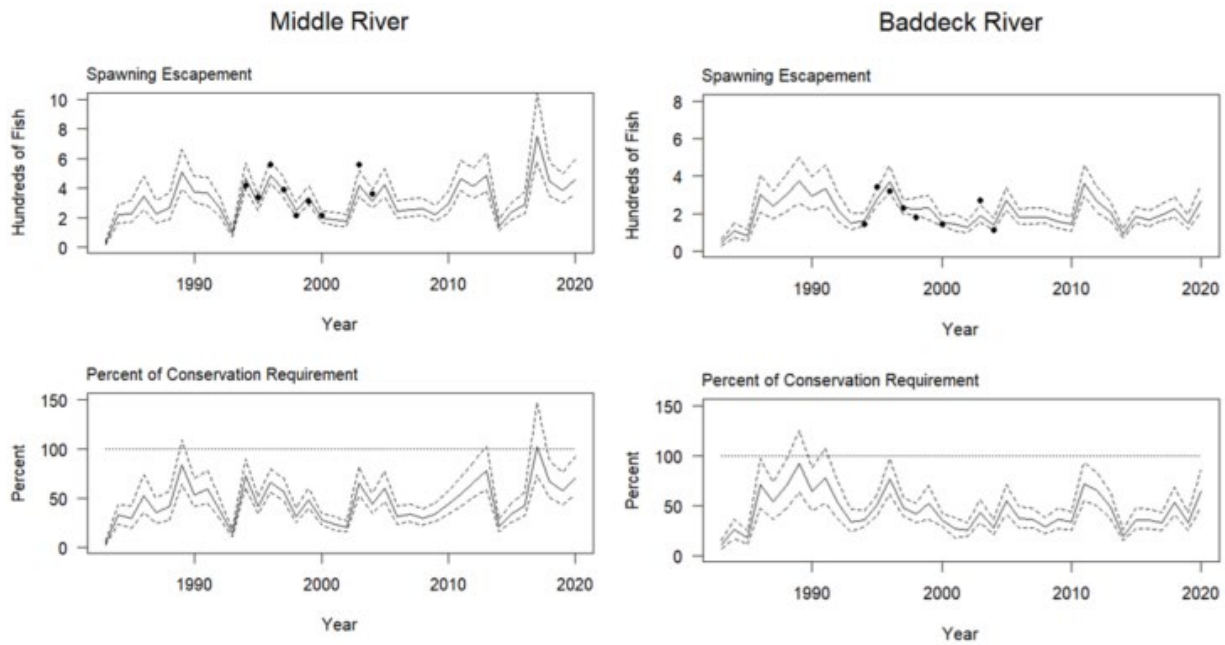 Middle River
Baddeck River
Spawning Escapement
Hundreds of Fish
10
8
6
4
2
0
1990
2000
2010
2020
Year
Spawning Escapement
Hundreds of Fish
8
6
4
2
0
1990
2000
2010
2020
Year
Percent of Conservation Requirement
Percent
150
100
50
0
1990
2000
2010
2020
Year
Percent of Conservation Requirement
Percent
150
100
50
0
1990
2000
2010
2020
Year